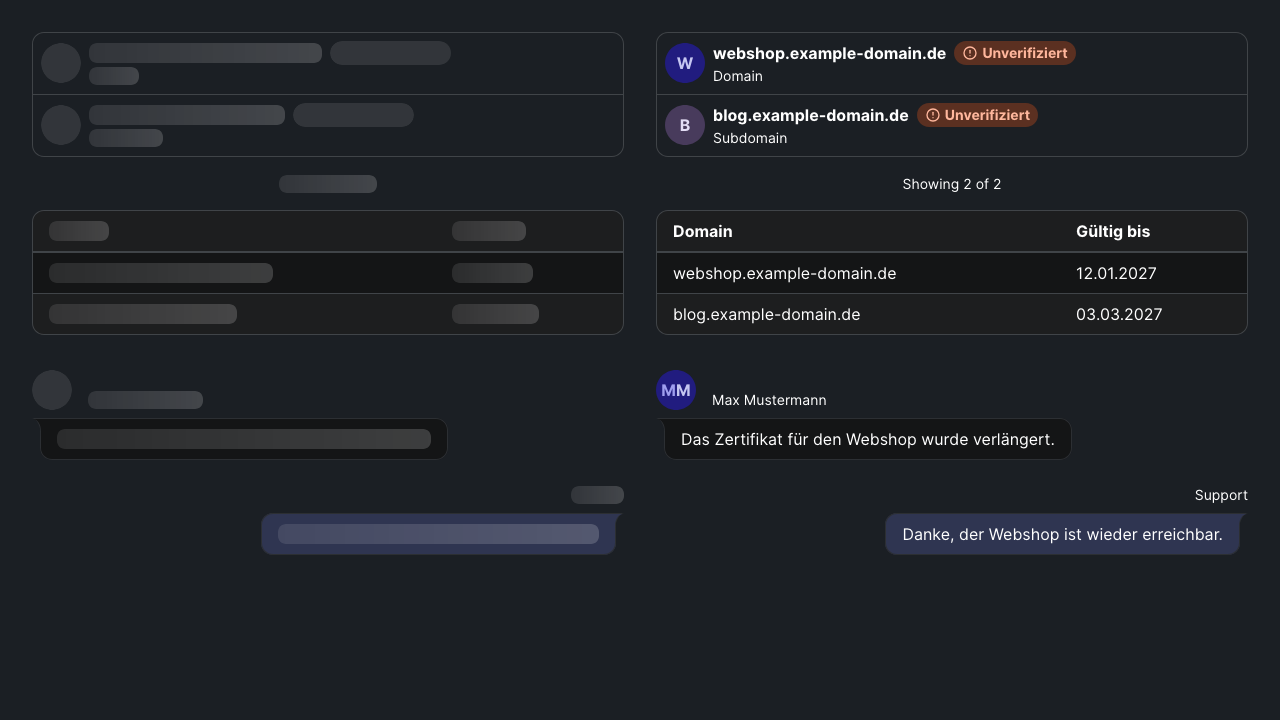 W webshop.example-domain.de Unverifiziert
Domain
B blog.example-domain.de Unverifiziert
Subdomain
Showing 2 of 2
Domain Gültig bis
webshop.example-domain.de 12.01.2027
blog.example-domain.de 03.03.2027
MM Max Mustermann
Das Zertifikat für den Webshop wurde verlängert.
Support
Danke, der Webshop ist wieder erreichbar.